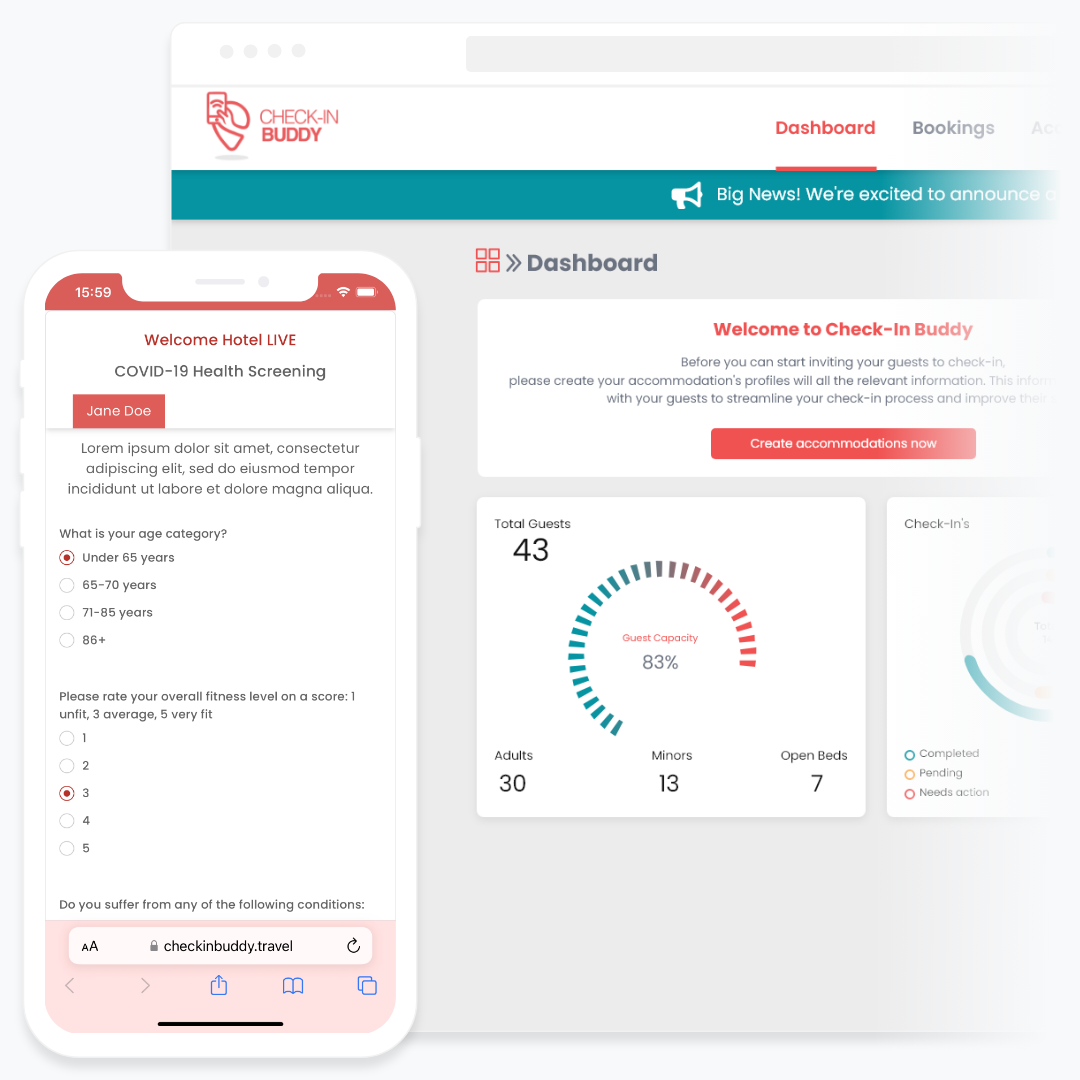 CHECK-IN
BUDDY
Dashboard
Bookings
Big News! We're excited to announce
Dashboard
Welcome to Check-In Buddy
Before you can start inviting your guests to check-in,
please create your accommodation's profiles will all the relevant information. This
with your guests to streamline your check-in process and improve their
Create accommodations now
Total Guests
43
Guest Capacity
83%
Adults
Minors
Open Beds
30
13
7
Check-In's
Completed
Pending
Needs action
15:59
Welcome Hotel LIVE
COVID-19 Health Screening
Jane Doe
Lorem ipsum dolor sit amet, consectetur
adipiscing elit, sed do eiusmod tempor
incididunt ut labore et dolore magna aliqua.
What is your age category?
Under 65 years
65-70 years
71-85 years
86+
Please rate your overall fitness level on a score: 1
unfit, 3 average, 5 very fit
1
2
3
4
5
Do you suffer from any of the following conditions:
AA
checkinbuddy.travel